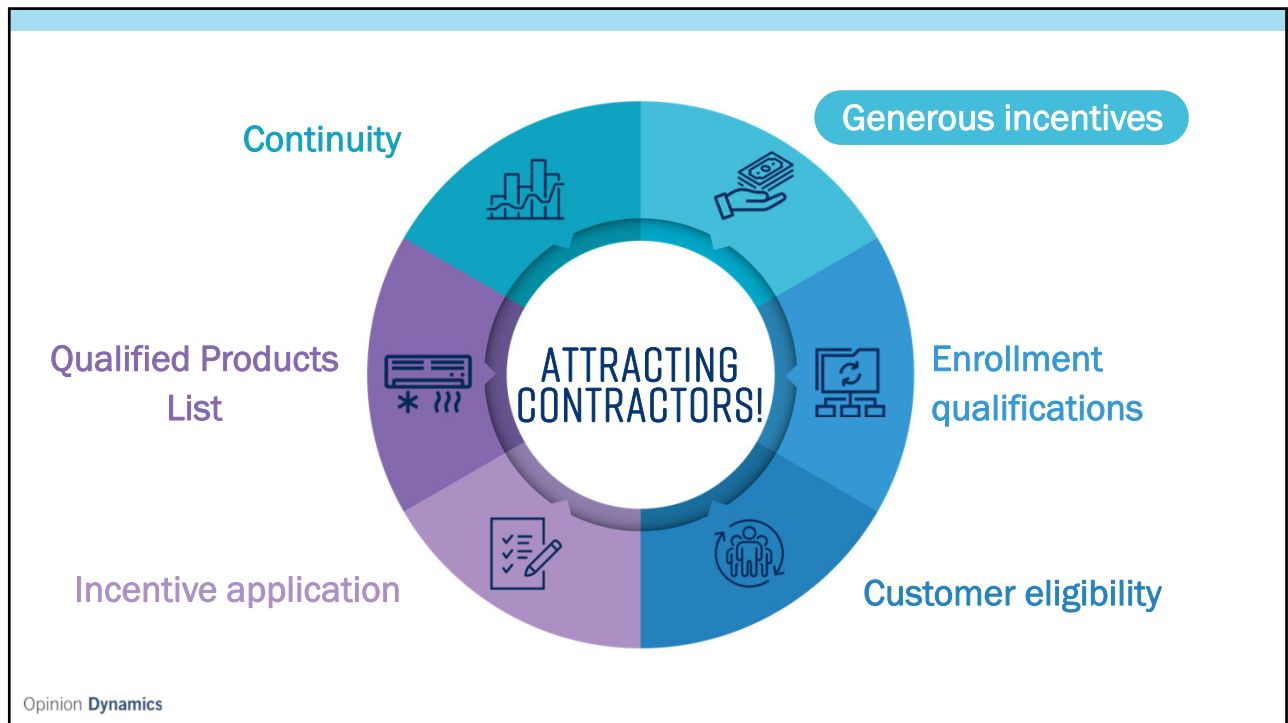 Continuity
Generous incentives
Qualified Products
List
ATTRACTING
CONTRACTORS!
Enrollment
qualifications
Incentive application
Customer eligibility
Opinion Dynamics